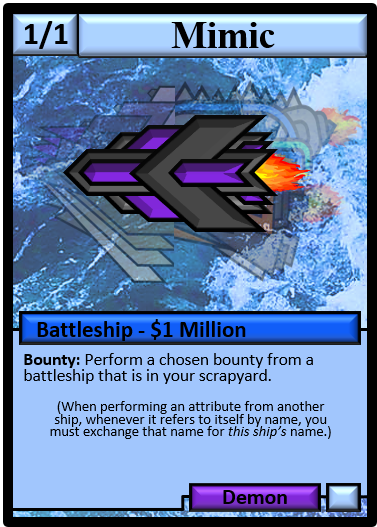 1/1 Mimic
Battleship - $1 Million
Bounty: Perform a chosen bounty from a
battleship that is in your scrapyard.
(When performing an attribute from another
ship, whenever it refers to itself by name, you
must exchange that name for this ship's name.)
Demon